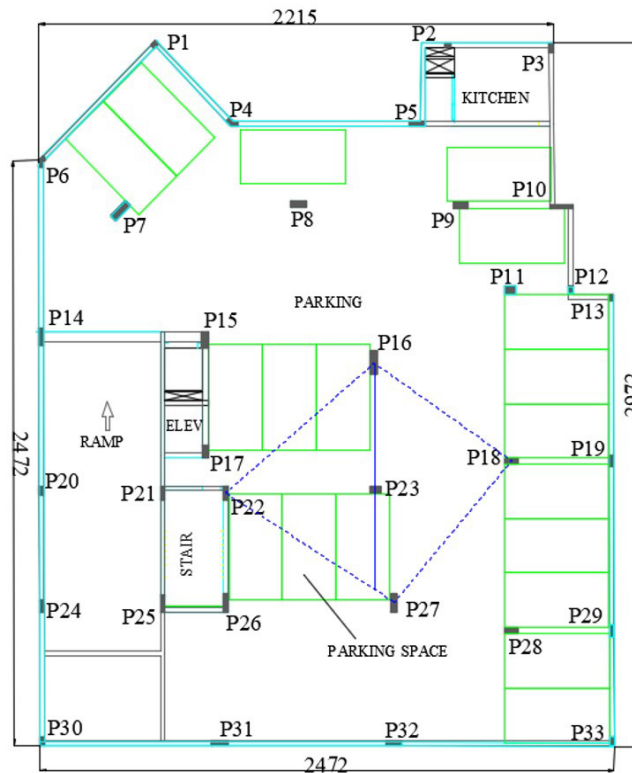 2215
P1
P2
P3
KITCHEN
P4
P5
P6
P7
P8
P9
P10
P11
P12
P13
PARKING
P14
P15
P16
RAMP
ELEV
P17
P18
P19
2472
P20
P21
P22
P23
STAIR
P24
P25
P26
P27
P28
P29
PARKING SPACE
P30
P31
P32
P33
2472